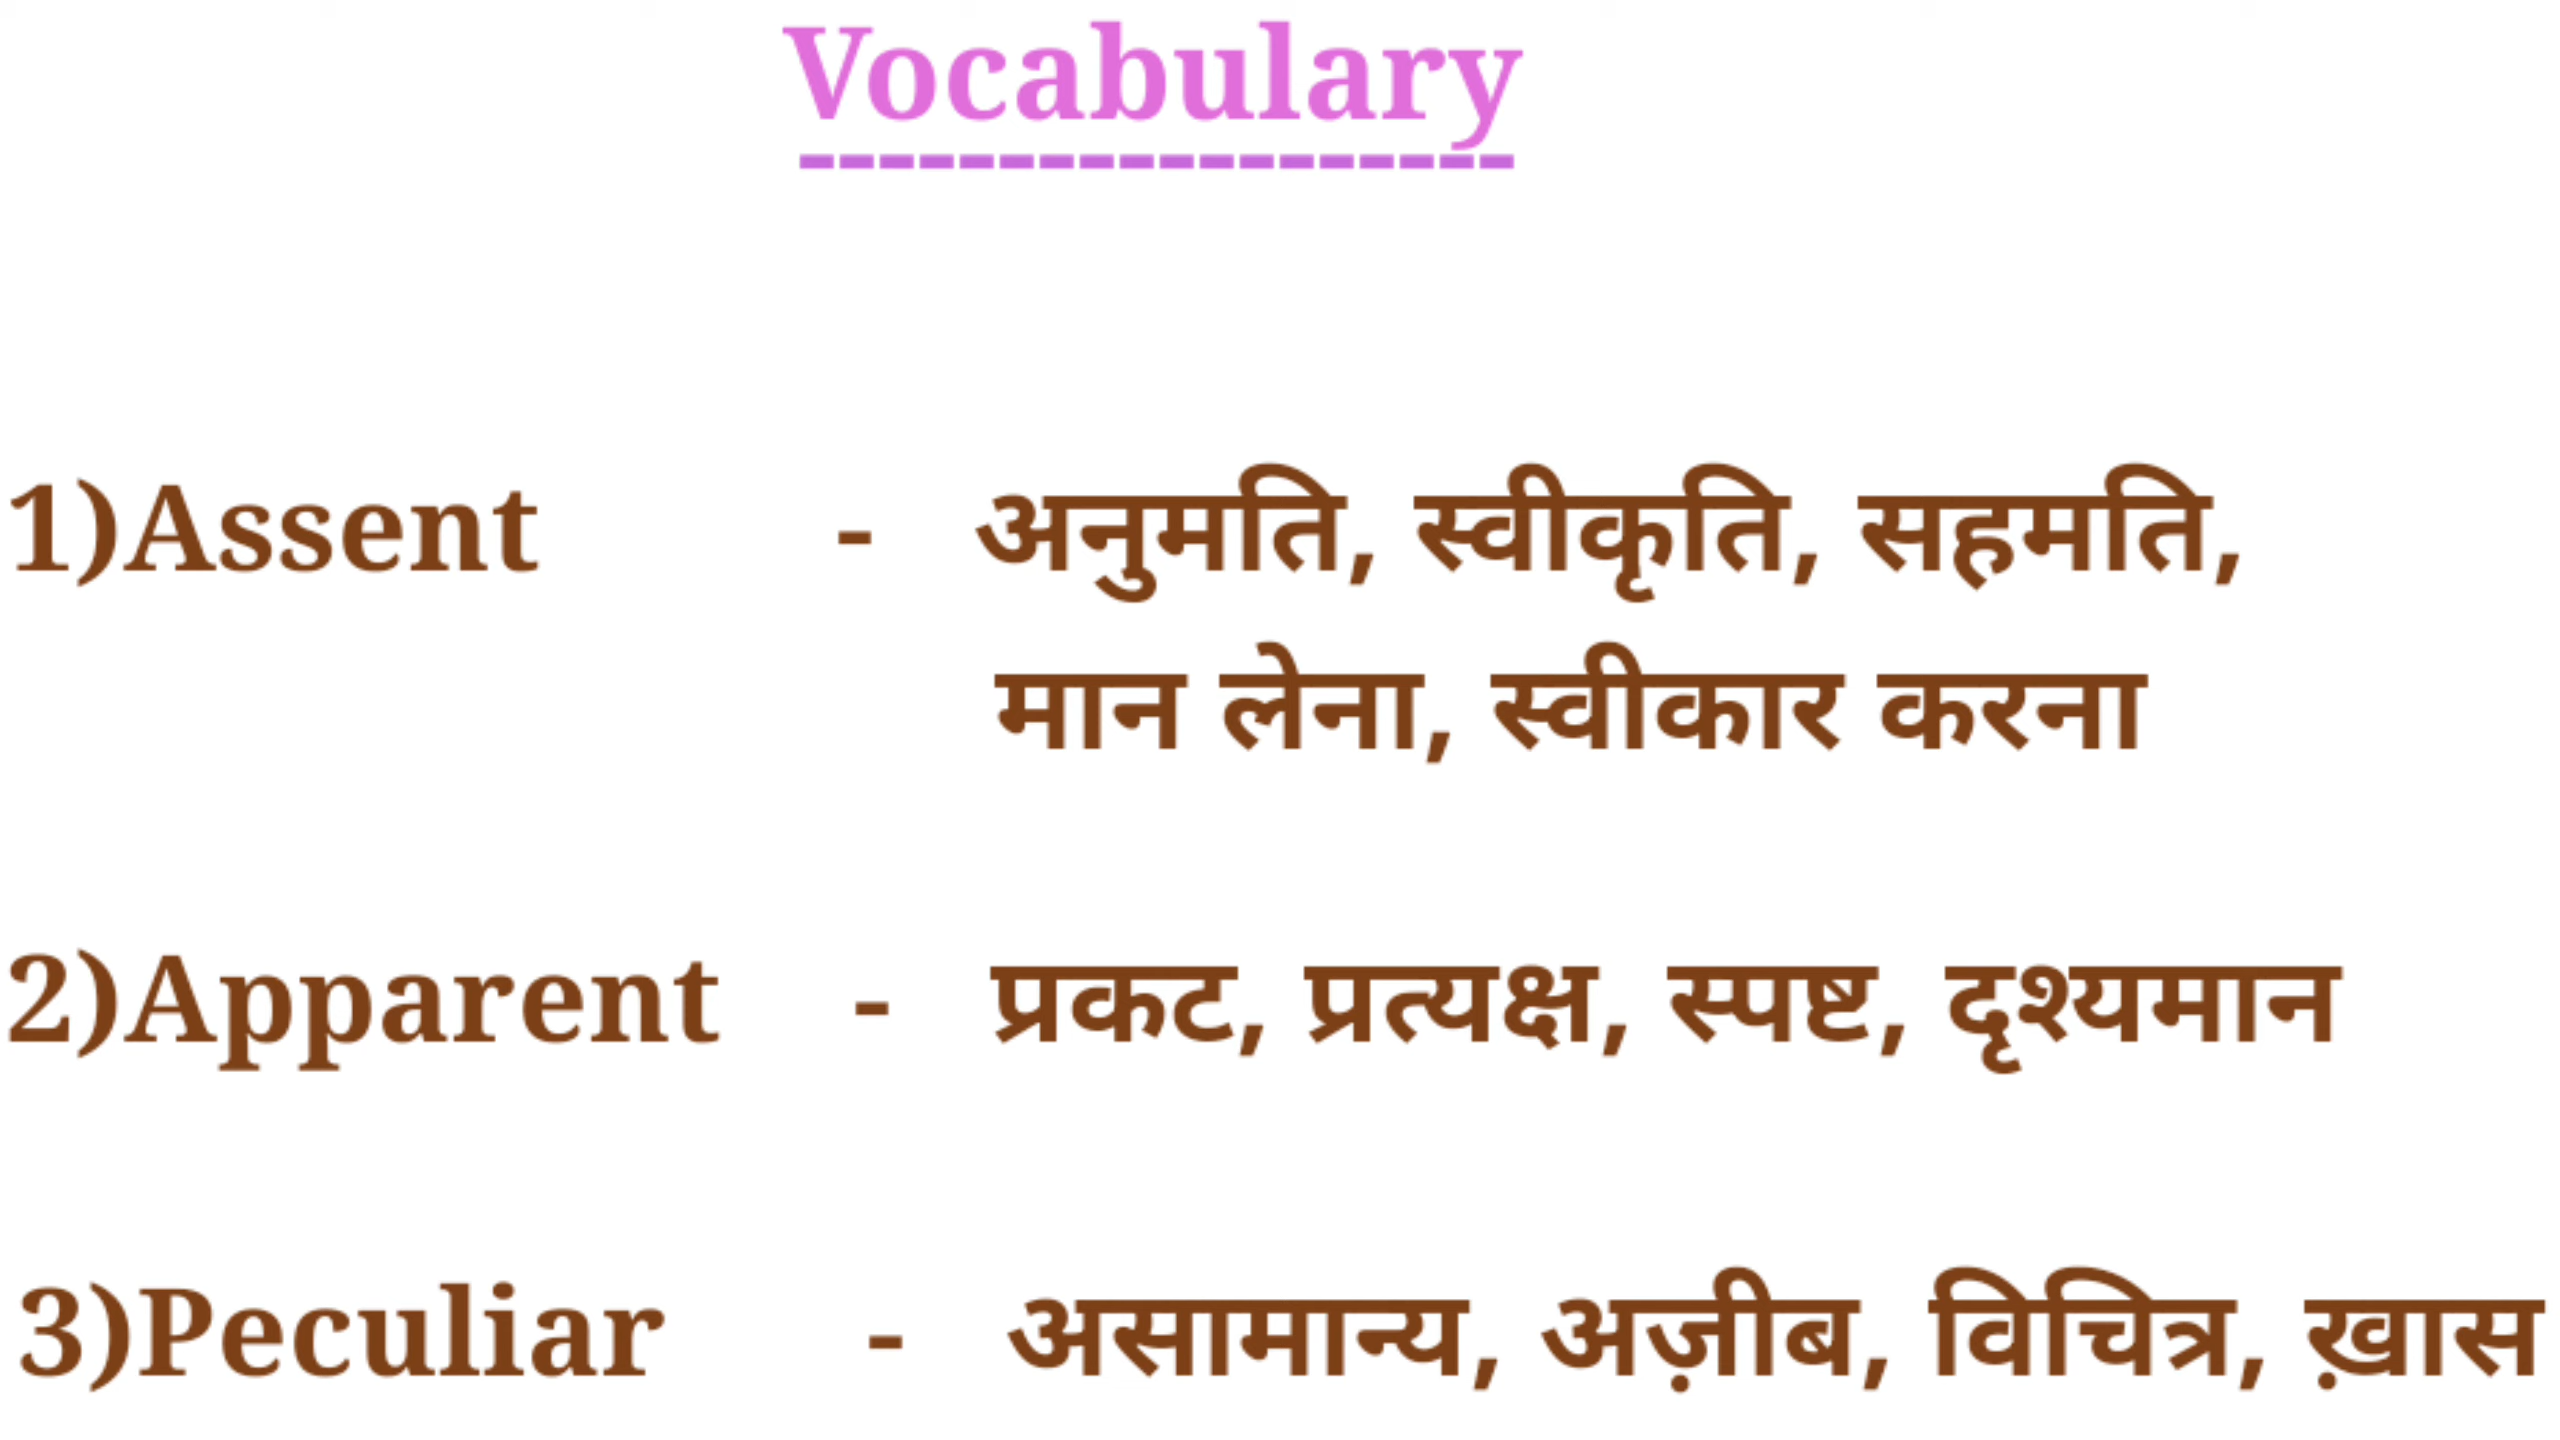 Vocabulary
------------------
1)Assent - अनुमति, स्वीकृति, सहमति,
मान लेना, स्वीकार करना
2)Apparent - प्रकट, प्रत्यक्ष, स्पष्ट, दृश्यमान
3)Peculiar - असामान्य, अज़ीब, विचित्र, ख़ास